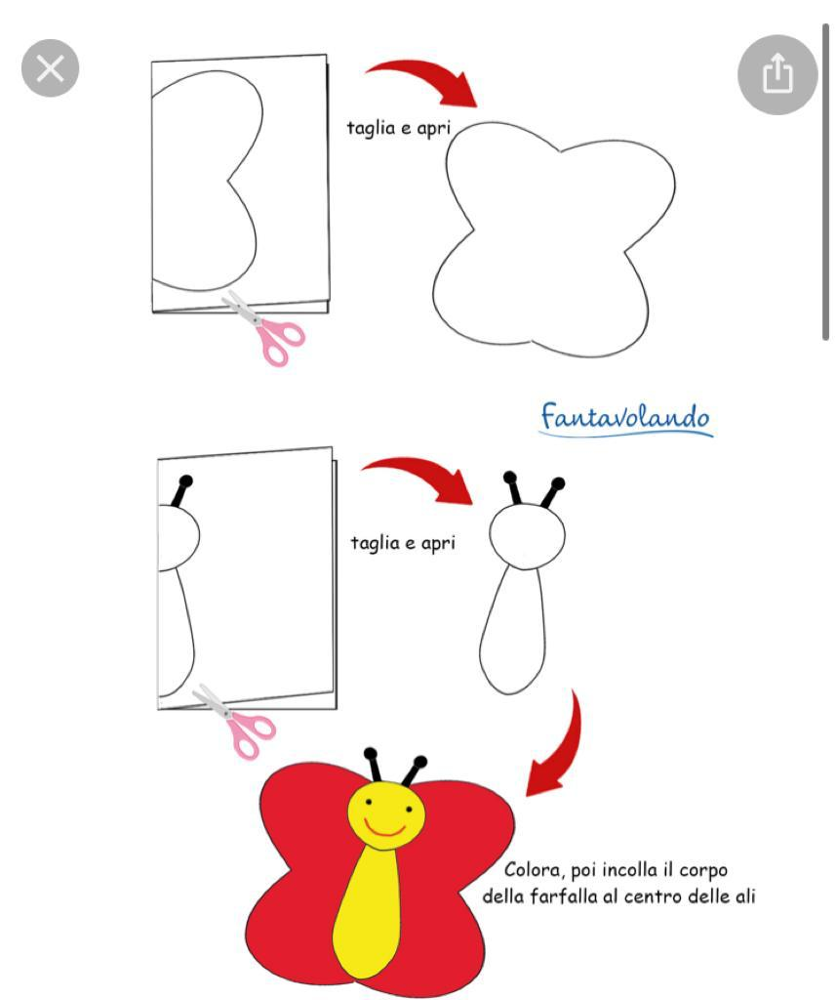 taglia e apri
Fantavolando
taglia e apri
Colora, poi incolla il corpo
della farfalla al centro delle ali